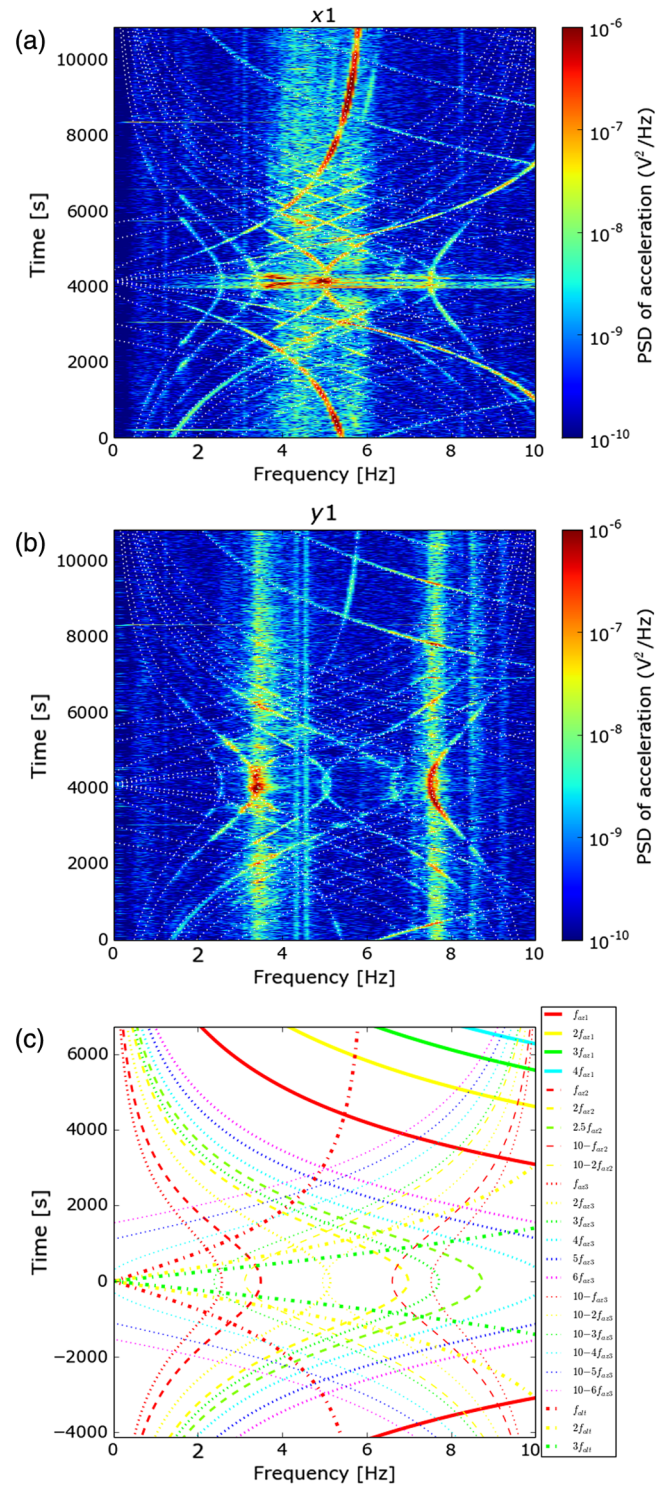 (a)
x1
10000
8000
6000
4000
2000
0
Time [s]
0 2 4 6 8 10
Frequency [Hz]
10⁻⁶
10⁻⁷
10⁻⁸
10⁻⁹
10⁻¹⁰
PSD of acceleration (V²/Hz)
(b)
y1
10000
8000
6000
4000
2000
0
Time [s]
0 2 4 6 8 10
Frequency [Hz]
10⁻⁶
10⁻⁷
10⁻⁸
10⁻⁹
10⁻¹⁰
PSD of acceleration (V²/Hz)
(c)
6000
4000
2000
0
−2000
−4000
Time [s]
0 2 4 6 8 10
Frequency [Hz]
f_az1
2f_az1
3f_az1
4f_az1
f_az2
2f_az2
2.5f_az2
10−f_az2
10−2f_az2
f_az3
2f_az3
3f_az3
4f_az3
5f_az3
6f_az3
10−f_az3
10−2f_az3
10−3f_az3
10−4f_az3
10−5f_az3
10−6f_az3
f_alt
2f_alt
3f_alt